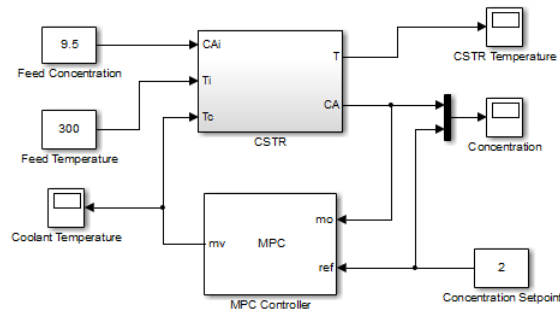 9.5
Feed Concentration
300
Feed Temperature
CAi
Ti
Tc
T
CA
CSTR
CSTR Temperature
Concentration
Coolant Temperature
mv
MPC
mo
ref
MPC Controller
2
Concentration Setpoint